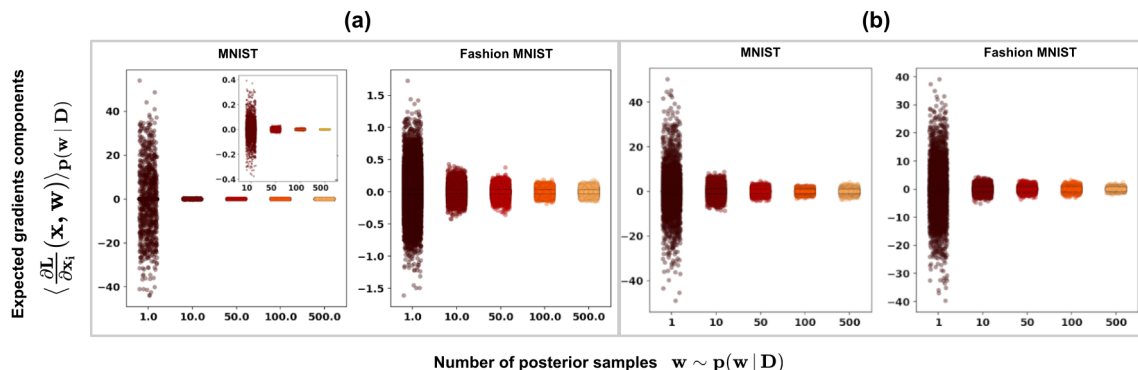 (a)
(b)
MNIST
Fashion MNIST
MNIST
Fashion MNIST
Expected gradients components
⟨∂L/∂xᵢ (x, w)⟩ p(w | D)
40
20
0
−20
−40
1.0 10.0 50.0 100.0 500.0
0.4
0.2
0.0
−0.2
−0.4
10 50 100 500
1.5
1.0
0.5
0.0
−0.5
−1.0
−1.5
1.0 10.0 50.0 100.0 500.0
40
20
0
−20
−40
1 10 50 100 500
40
30
20
10
0
−10
−20
−30
−40
1 10 50 100 500
Number of posterior samples w ∼ p(w | D)